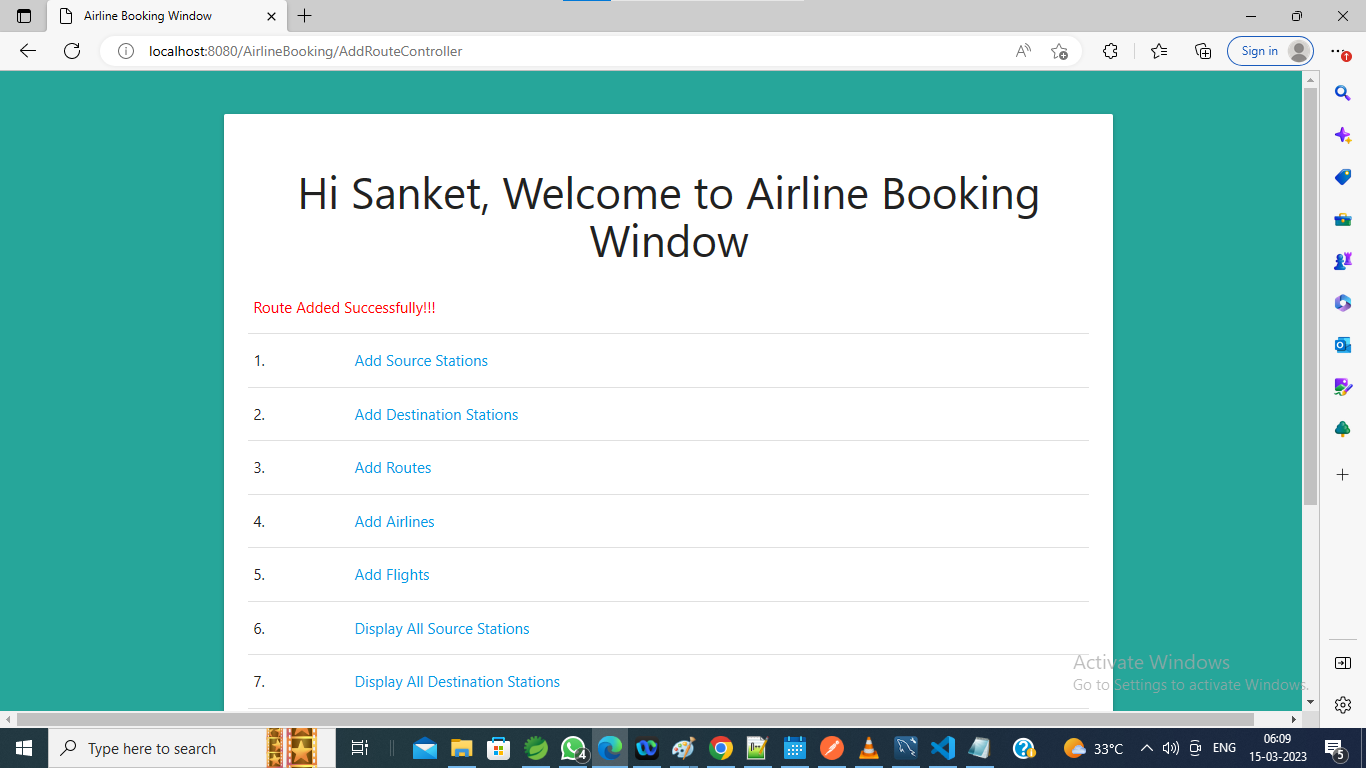 Airline Booking Window
localhost:8080/AirlineBooking/AddRouteController
Sign in
Hi Sanket, Welcome to Airline Booking
Window
Route Added Successfully!!!
1. Add Source Stations
2. Add Destination Stations
3. Add Routes
4. Add Airlines
5. Add Flights
6. Display All Source Stations
7. Display All Destination Stations
Activate Windows
Go to Settings to activate Windows.
Type here to search
4
33°C
ENG
06:09
15-03-2023
5